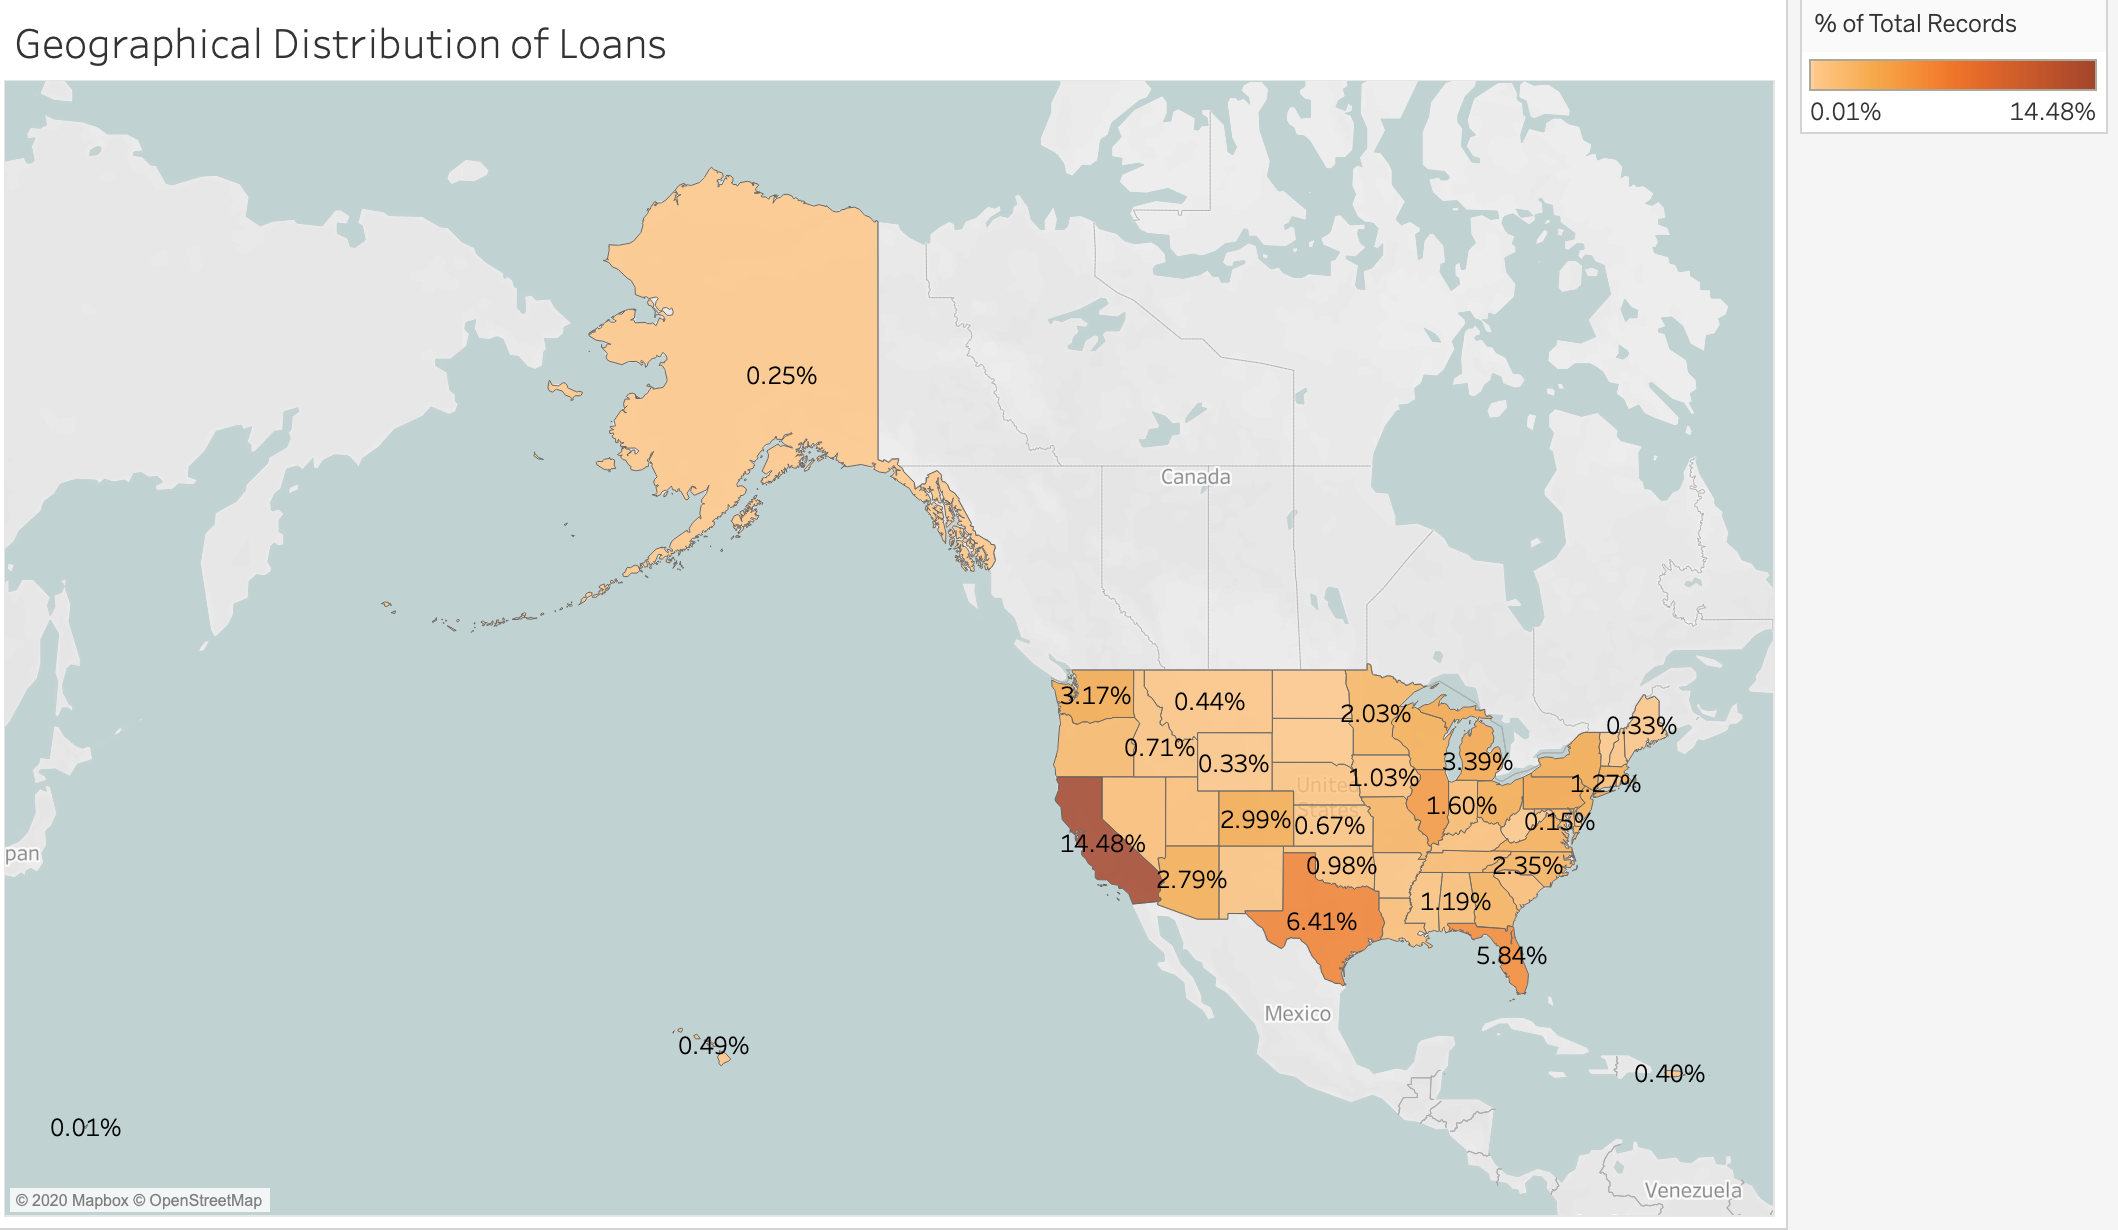 Geographical Distribution of Loans
% of Total Records
0.01%
14.48%
0.25%
Canada
3.17%
0.44%
2.03%
0.33%
0.71%
0.33%
3.39%
1.03%
1.27%
United
States
2.99%
0.67%
1.60%
0.15%
14.48%
pan
2.79%
0.98%
2.35%
6.41%
1.19%
5.84%
Mexico
0.49%
0.40%
0.01%
Venezuela
© 2020 Mapbox © OpenStreetMap